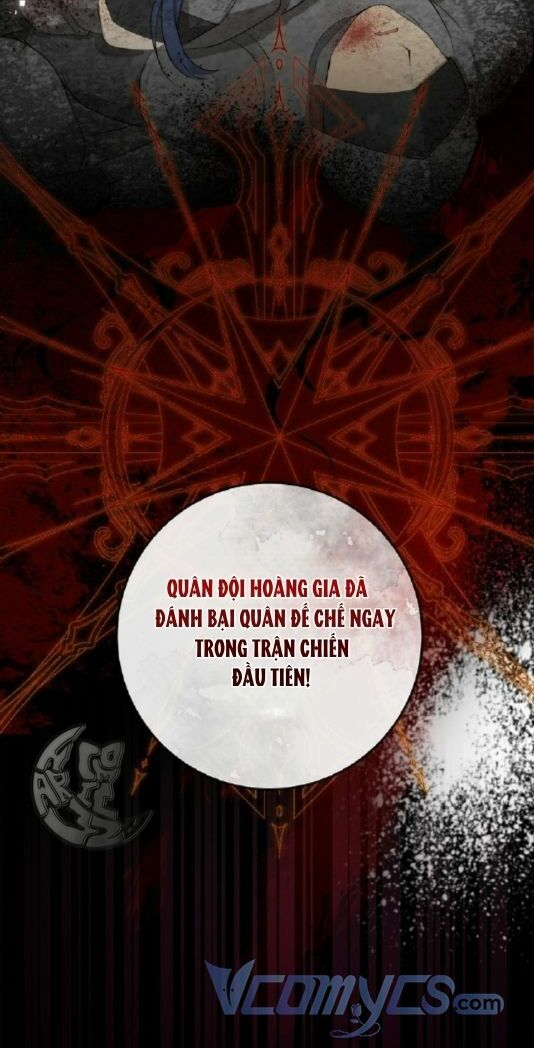 QUÂN ĐỘI HOÀNG GIA ĐÃ
ĐÁNH BẠI QUÂN ĐẾ CHẾ NGAY
TRONG TRẬN CHIẾN
ĐẦU TIÊN!
VCOMYCS.com